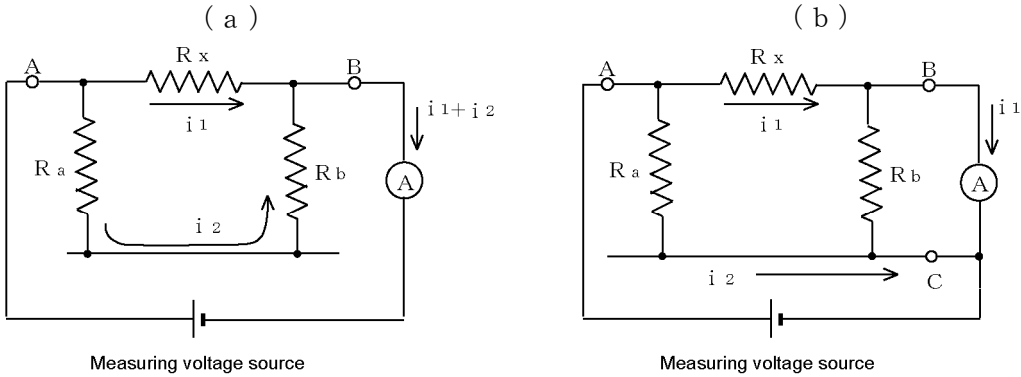 ( a )
A
R x
B
i 1
i 1 + i 2
R a
R b
A
i 2
Measuring voltage source
( b )
A
R x
B
i 1
i 1
R a
R b
A
i 2
C
Measuring voltage source